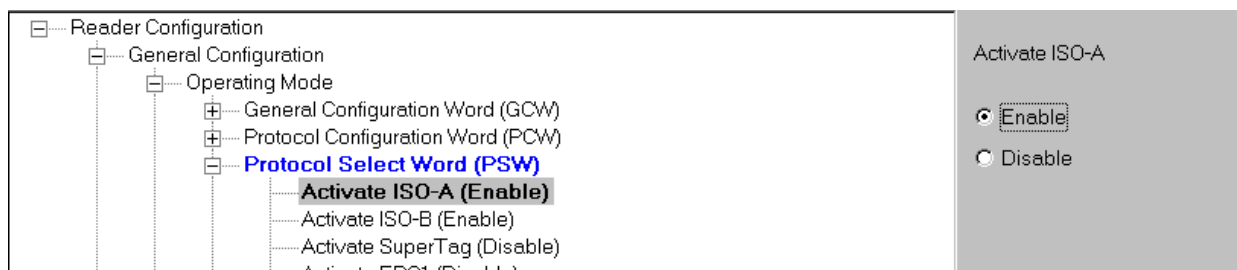 Reader Configuration
General Configuration
Activate ISO-A
Operating Mode
General Configuration Word (GCW)
Enable
Protocol Configuration Word (PCW)
Protocol Select Word (PSW)
Disable
Activate ISO-A (Enable)
Activate ISO-B (Enable)
Activate SuperTag (Disable)